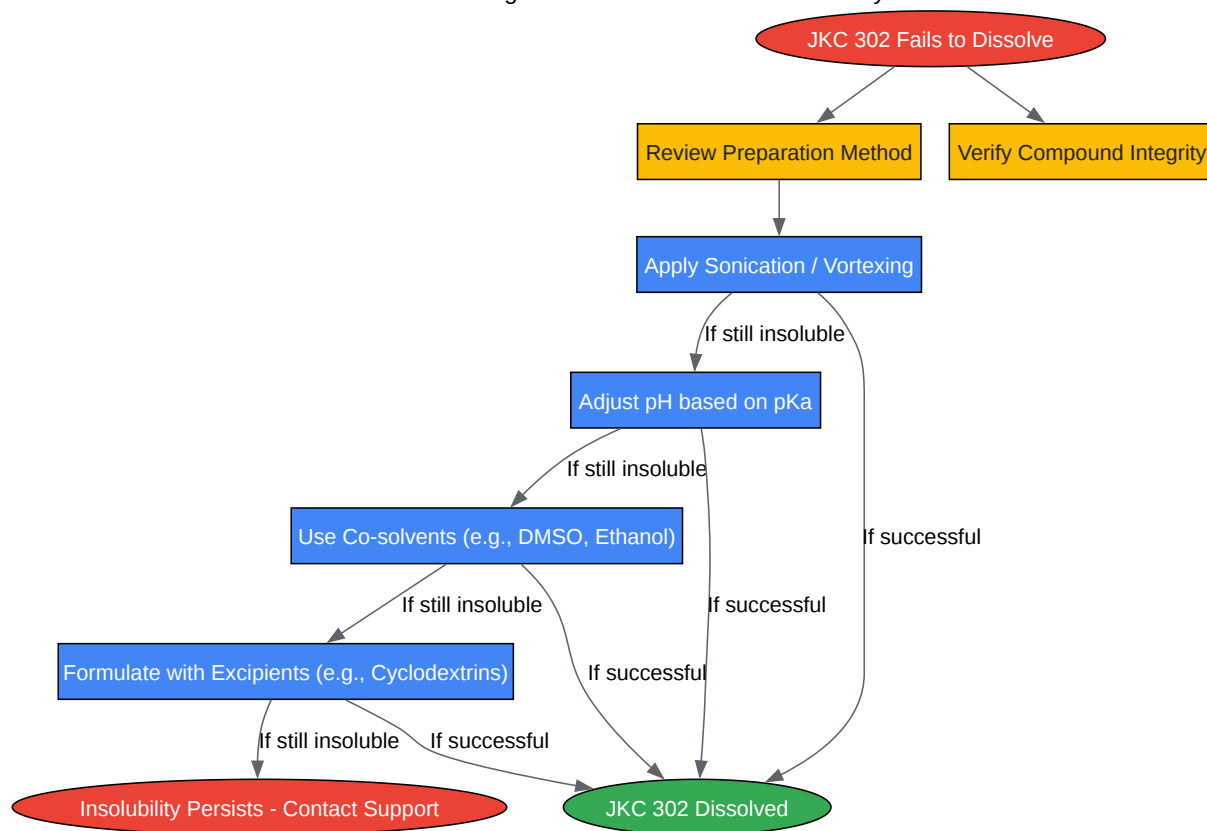 JKC 302 Fails to Dissolve
Review Preparation Method
Verify Compound Integrity
Apply Sonication / Vortexing
If still insoluble
Adjust pH based on pKa
If still insoluble
Use Co-solvents (e.g., DMSO, Ethanol)
If successful
If still insoluble
If successful
Formulate with Excipients (e.g., Cyclodextrins)
If successful
If still insoluble
If successful
Insolubility Persists - Contact Support
JKC 302 Dissolved